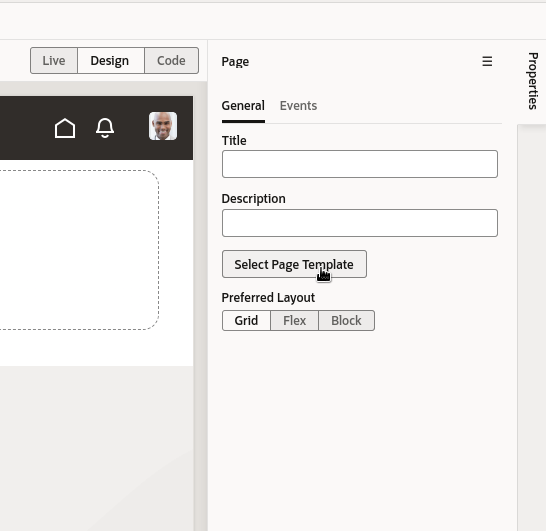 Live Design Code
Page
Properties
General Events
Title
Description
Select Page Template
Preferred Layout
Grid Flex Block